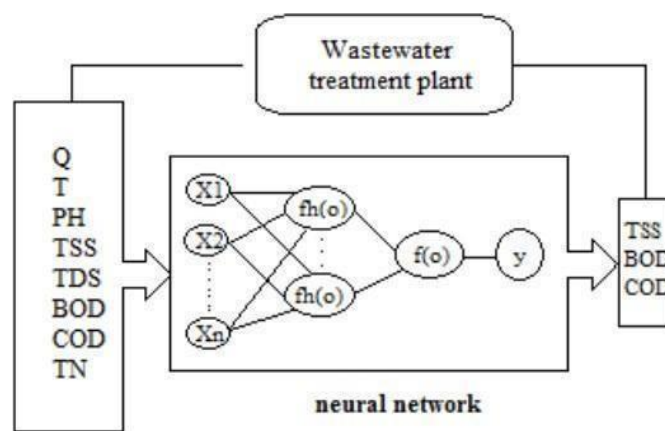 Wastewater
treatment plant
Q
T
PH
TSS
TDS
BOD
COD
TN
X1
X2
Xn
fh(o)
fh(o)
f(o)
y
TSS
BOD
COD
neural network